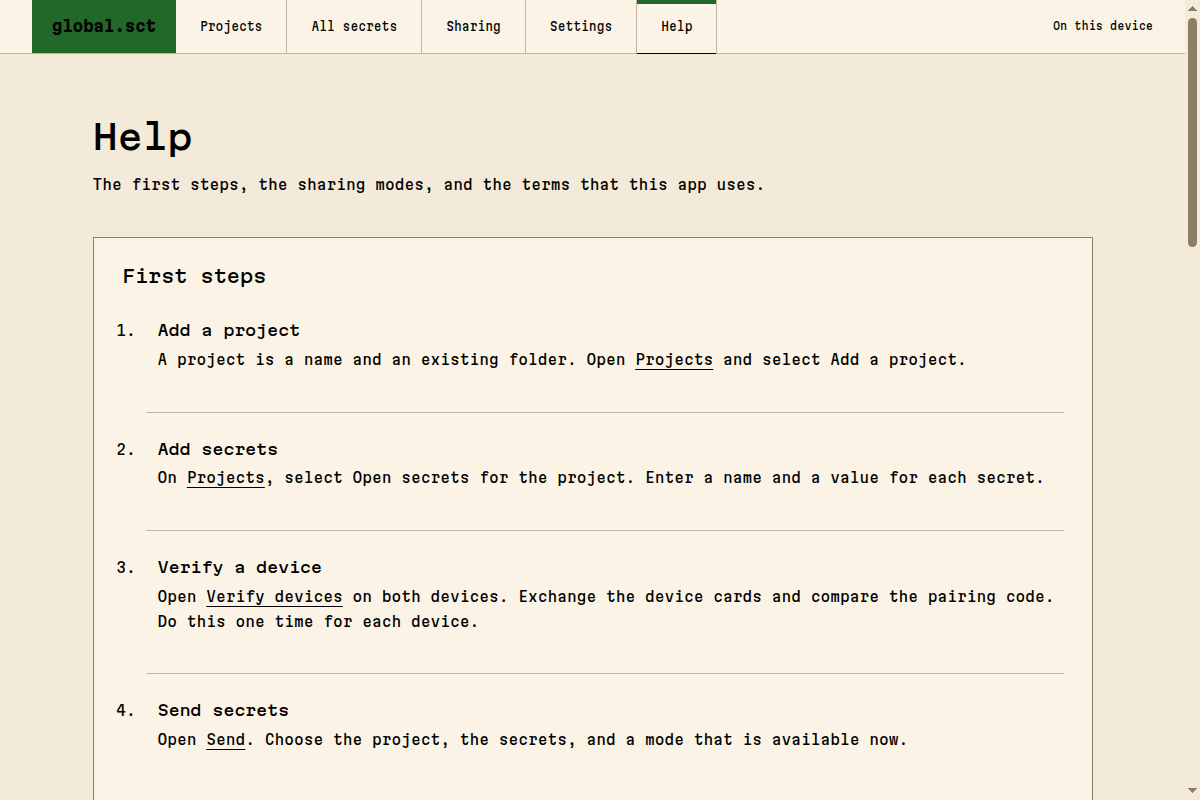 global.sct
Projects
All secrets
Sharing
Settings
Help
On this device
Help
The first steps, the sharing modes, and the terms that this app uses.
First steps
1. Add a project
A project is a name and an existing folder. Open Projects and select Add a project.
2. Add secrets
On Projects, select Open secrets for the project. Enter a name and a value for each secret.
3. Verify a device
Open Verify devices on both devices. Exchange the device cards and compare the pairing code.
Do this one time for each device.
4. Send secrets
Open Send. Choose the project, the secrets, and a mode that is available now.